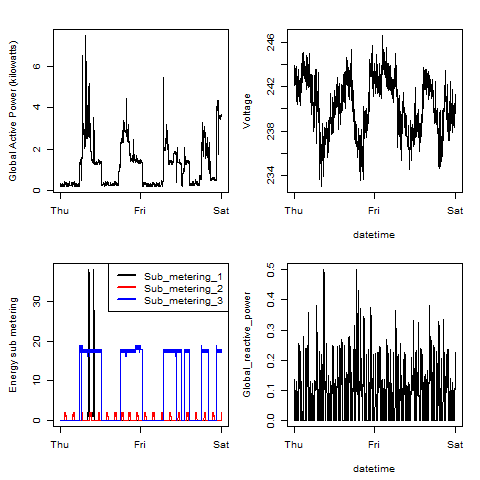 Global Active Power (kilowatts)
0 2 4 6
Thu Fri Sat
Voltage
234 238 242 246
Thu Fri Sat
datetime
Energy sub metering
0 10 20 30
Sub_metering_1
Sub_metering_2
Sub_metering_3
Thu Fri Sat
Global_reactive_power
0.0 0.1 0.2 0.3 0.4 0.5
Thu Fri Sat
datetime